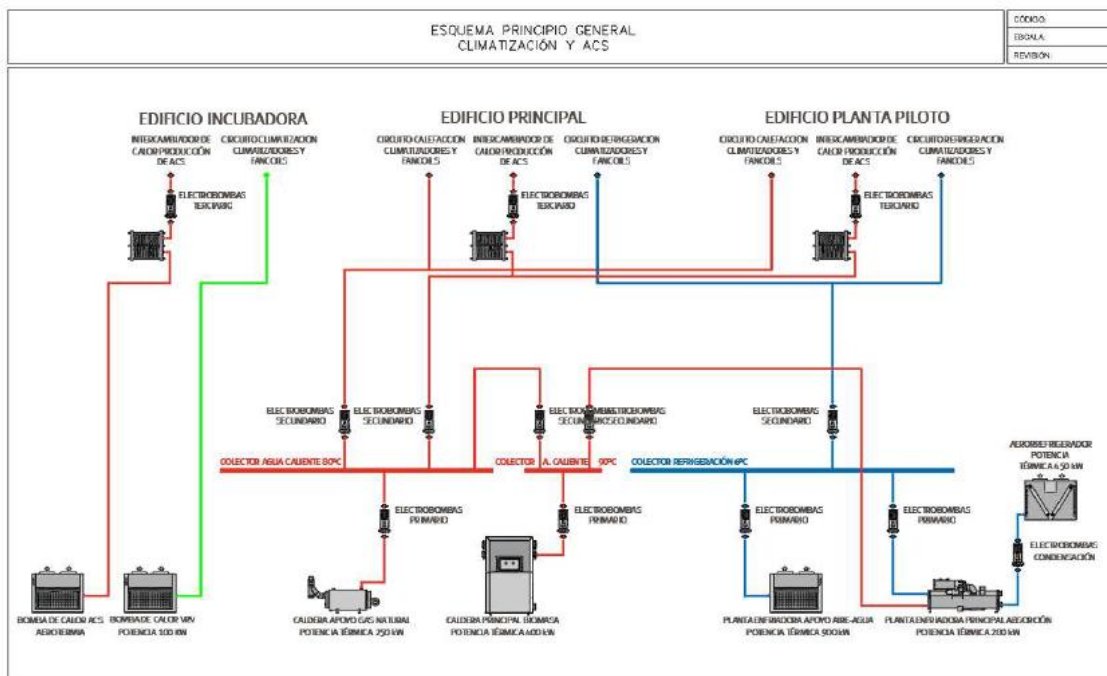 ESQUEMA PRINCIPIO GENERAL
CLIMATIZACIÓN Y ACS
CÓDIGO:
ESCALA:
REVISIÓN:
EDIFICIO INCUBADORA
EDIFICIO PRINCIPAL
EDIFICIO PLANTA PILOTO
INTERCAMBIADOR DE
CALOR PRODUCCIÓN
DE ACS
CIRCUITO CLIMATIZACIÓN
CLIMATIZADORES Y
FANCOILS
CIRCUITO CALEFACCIÓN
CLIMATIZADORES Y
FANCOILS
INTERCAMBIADOR DE
CALOR PRODUCCIÓN
DE ACS
CIRCUITO REFRIGERACIÓN
CLIMATIZADORES Y
FANCOILS
CIRCUITO CALEFACCIÓN
CLIMATIZADORES Y
FANCOILS
INTERCAMBIADOR DE
CALOR PRODUCCIÓN
DE ACS
CIRCUITO REFRIGERACIÓN
CLIMATIZADORES Y
FANCOILS
ELECTROBOMBAS
TERCIARIO
ELECTROBOMBAS
TERCIARIO
ELECTROBOMBAS
TERCIARIO
ELECTROBOMBAS
SECUNDARIO
ELECTROBOMBAS
SECUNDARIO
ELECTROBOMBAS
SECUNDARIO
ELECTROBOMBAS
SECUNDARIO
ELECTROBOMBAS
SECUNDARIO
COLECTOR AGUA CALIENTE 80ºC
COLECTOR A. CALIENTE 90ºC
COLECTOR REFRIGERACIÓN 6ºC
AERORREFRIGERADOR
POTENCIA
TÉRMICA 450 kW
ELECTROBOMBAS
PRIMARIO
ELECTROBOMBAS
PRIMARIO
ELECTROBOMBAS
PRIMARIO
ELECTROBOMBAS
PRIMARIO
ELECTROBOMBAS
CONDENSACIÓN
BOMBA DE CALOR ACS
AEROTERMIA
BOMBA DE CALOR VRV
POTENCIA 100 KW
CALDERA APOYO GAS NATURAL
POTENCIA TÉRMICA 250 kW
CALDERA PRINCIPAL BIOMASA
POTENCIA TÉRMICA 400 kW
PLANTA ENFRIADORA APOYO AIRE-AGUA
POTENCIA TÉRMICA 500 kW
PLANTA ENFRIADORA PRINCIPAL ABSORCIÓN
POTENCIA TÉRMICA 200 kW